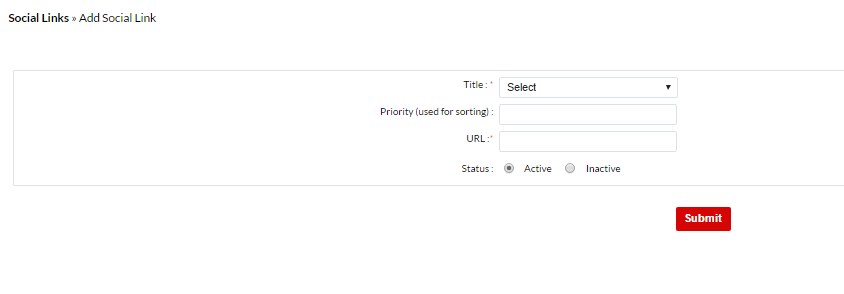 Social Links » Add Social Link
Title : * Select ▼
Priority (used for sorting) :
URL :*
Status : Active Inactive
Submit